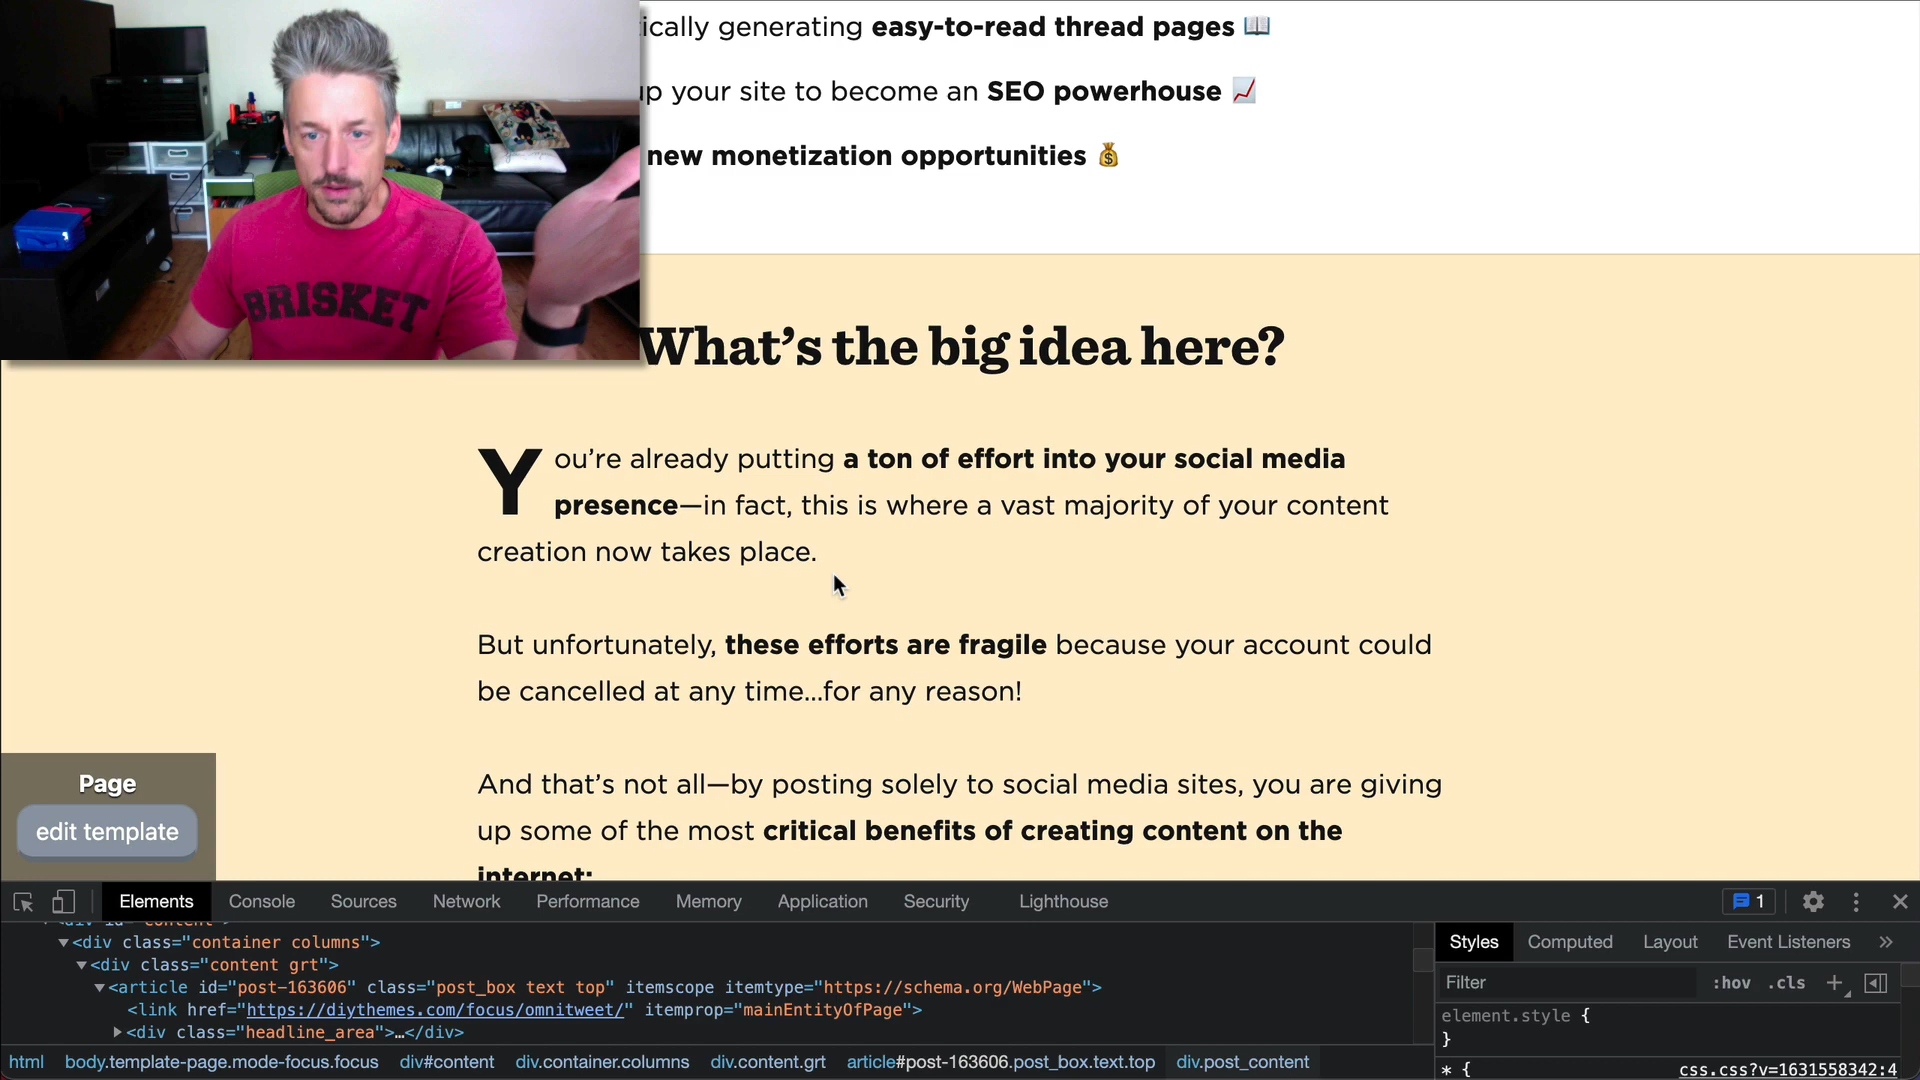 ically generating easy-to-read thread pages 📖
up your site to become an SEO powerhouse 📈
new monetization opportunities 💰
BRISKET
What's the big idea here?
You're already putting a ton of effort into your social media
presence—in fact, this is where a vast majority of your content
creation now takes place.
But unfortunately, these efforts are fragile because your account could
be cancelled at any time...for any reason!
And that's not all—by posting solely to social media sites, you are giving
up some of the most critical benefits of creating content on the
internet:
Page
edit template
Elements Console Sources Network Performance Memory Application Security Lighthouse 1
<div class="container columns">
<div class="content grt">
<article id="post-163606" class="post_box text top" itemscope itemtype="https://schema.org/WebPage">
<link href="https://diythemes.com/focus/omnitweet/" itemprop="mainEntityOfPage">
<div class="headline_area">…</div>
html body.template-page.mode-focus.focus div#content div.container.columns div.content.grt article#post-163606.post_box.text.top div.post_content
Styles Computed Layout Event Listeners »
Filter :hov .cls +
element.style {
}
* { css.css?v=1631558342:4